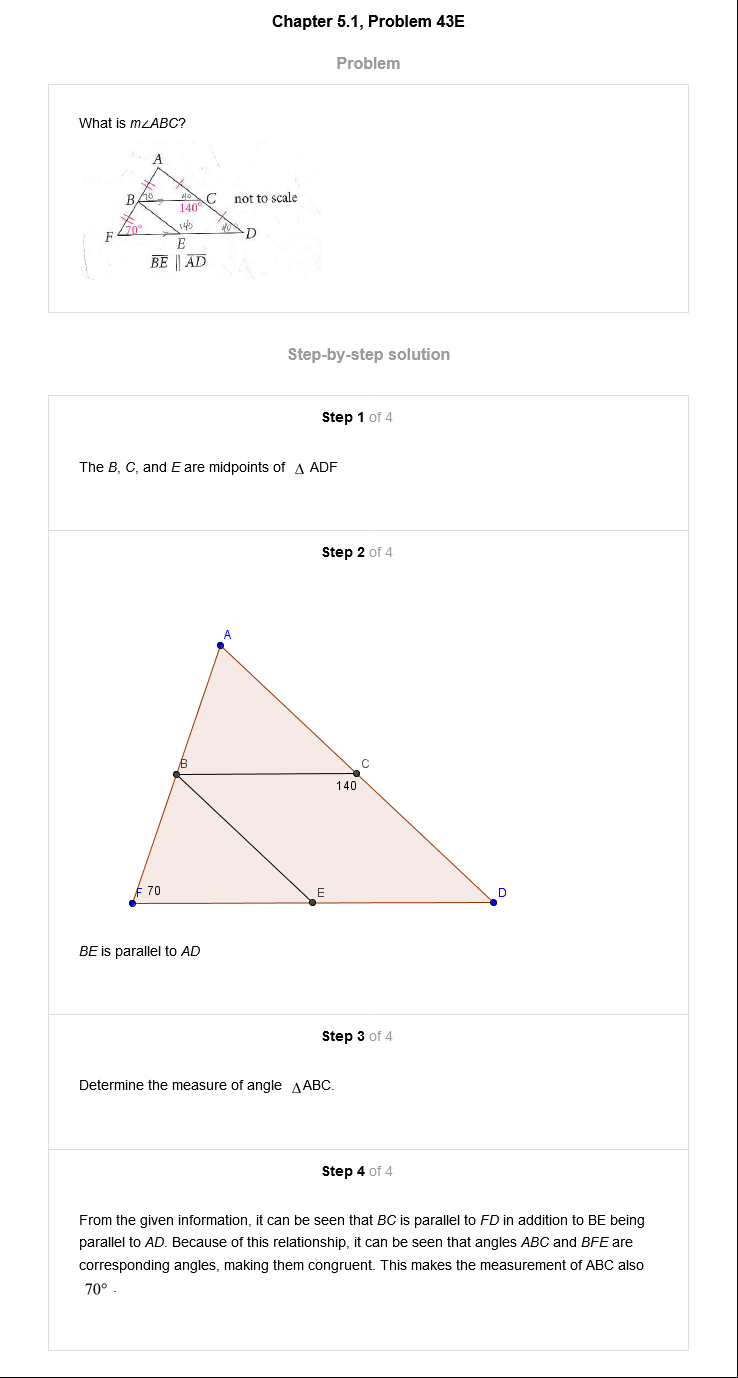 Chapter 5.1, Problem 43E
Problem
What is m∠ABC?
A
B 70 40 C not to scale
140°
F 70° 140 40 D
E
BE || AD
Step-by-step solution
Step 1 of 4
The B, C, and E are midpoints of Δ ADF
Step 2 of 4
A
B
C
140
F 70
E
D
BE is parallel to AD
Step 3 of 4
Determine the measure of angle ΔABC.
Step 4 of 4
From the given information, it can be seen that BC is parallel to FD in addition to BE being
parallel to AD. Because of this relationship, it can be seen that angles ABC and BFE are
corresponding angles, making them congruent. This makes the measurement of ABC also
70° .